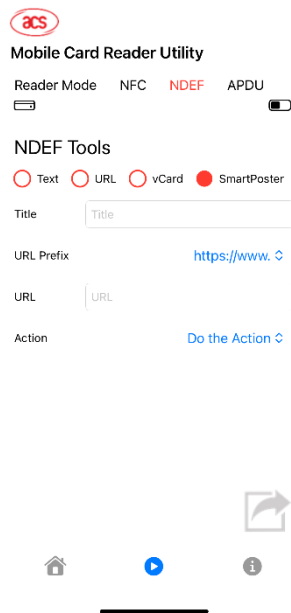 acs
Mobile Card Reader Utility
Reader Mode NFC NDEF APDU
NDEF Tools
Text URL vCard SmartPoster
Title Title
URL Prefix https://www.
URL URL
Action Do the Action